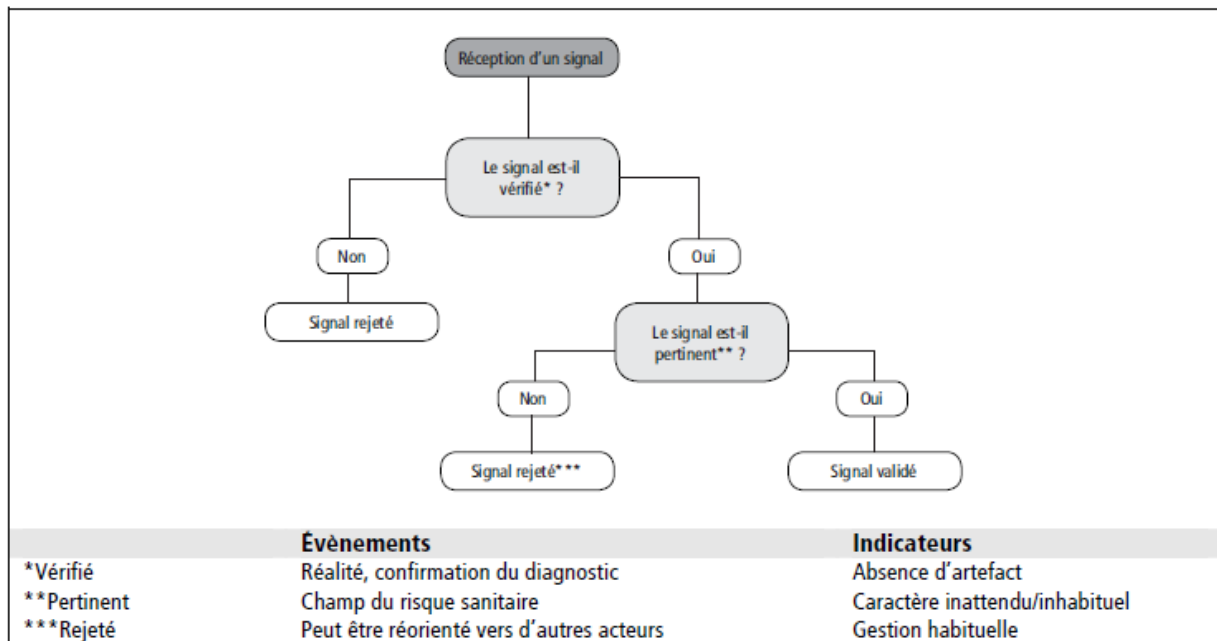 Réception d'un signal
Le signal est-il
vérifié* ?
Non
Oui
Signal rejeté
Le signal est-il
pertinent** ?
Non
Oui
Signal rejeté***
Signal validé
Évènements Indicateurs
*Vérifié Réalité, confirmation du diagnostic Absence d'artefact
**Pertinent Champ du risque sanitaire Caractère inattendu/inhabituel
***Rejeté Peut être réorienté vers d'autres acteurs Gestion habituelle